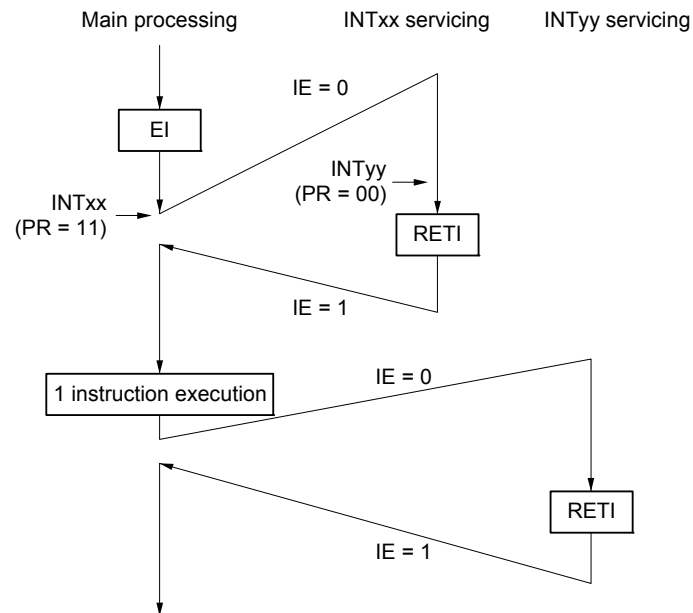 Main processing
INTxx servicing
INTyy servicing
IE = 0
EI
INTyy
(PR = 00)
INTxx
(PR = 11)
RETI
IE = 1
IE = 0
1 instruction execution
RETI
IE = 1